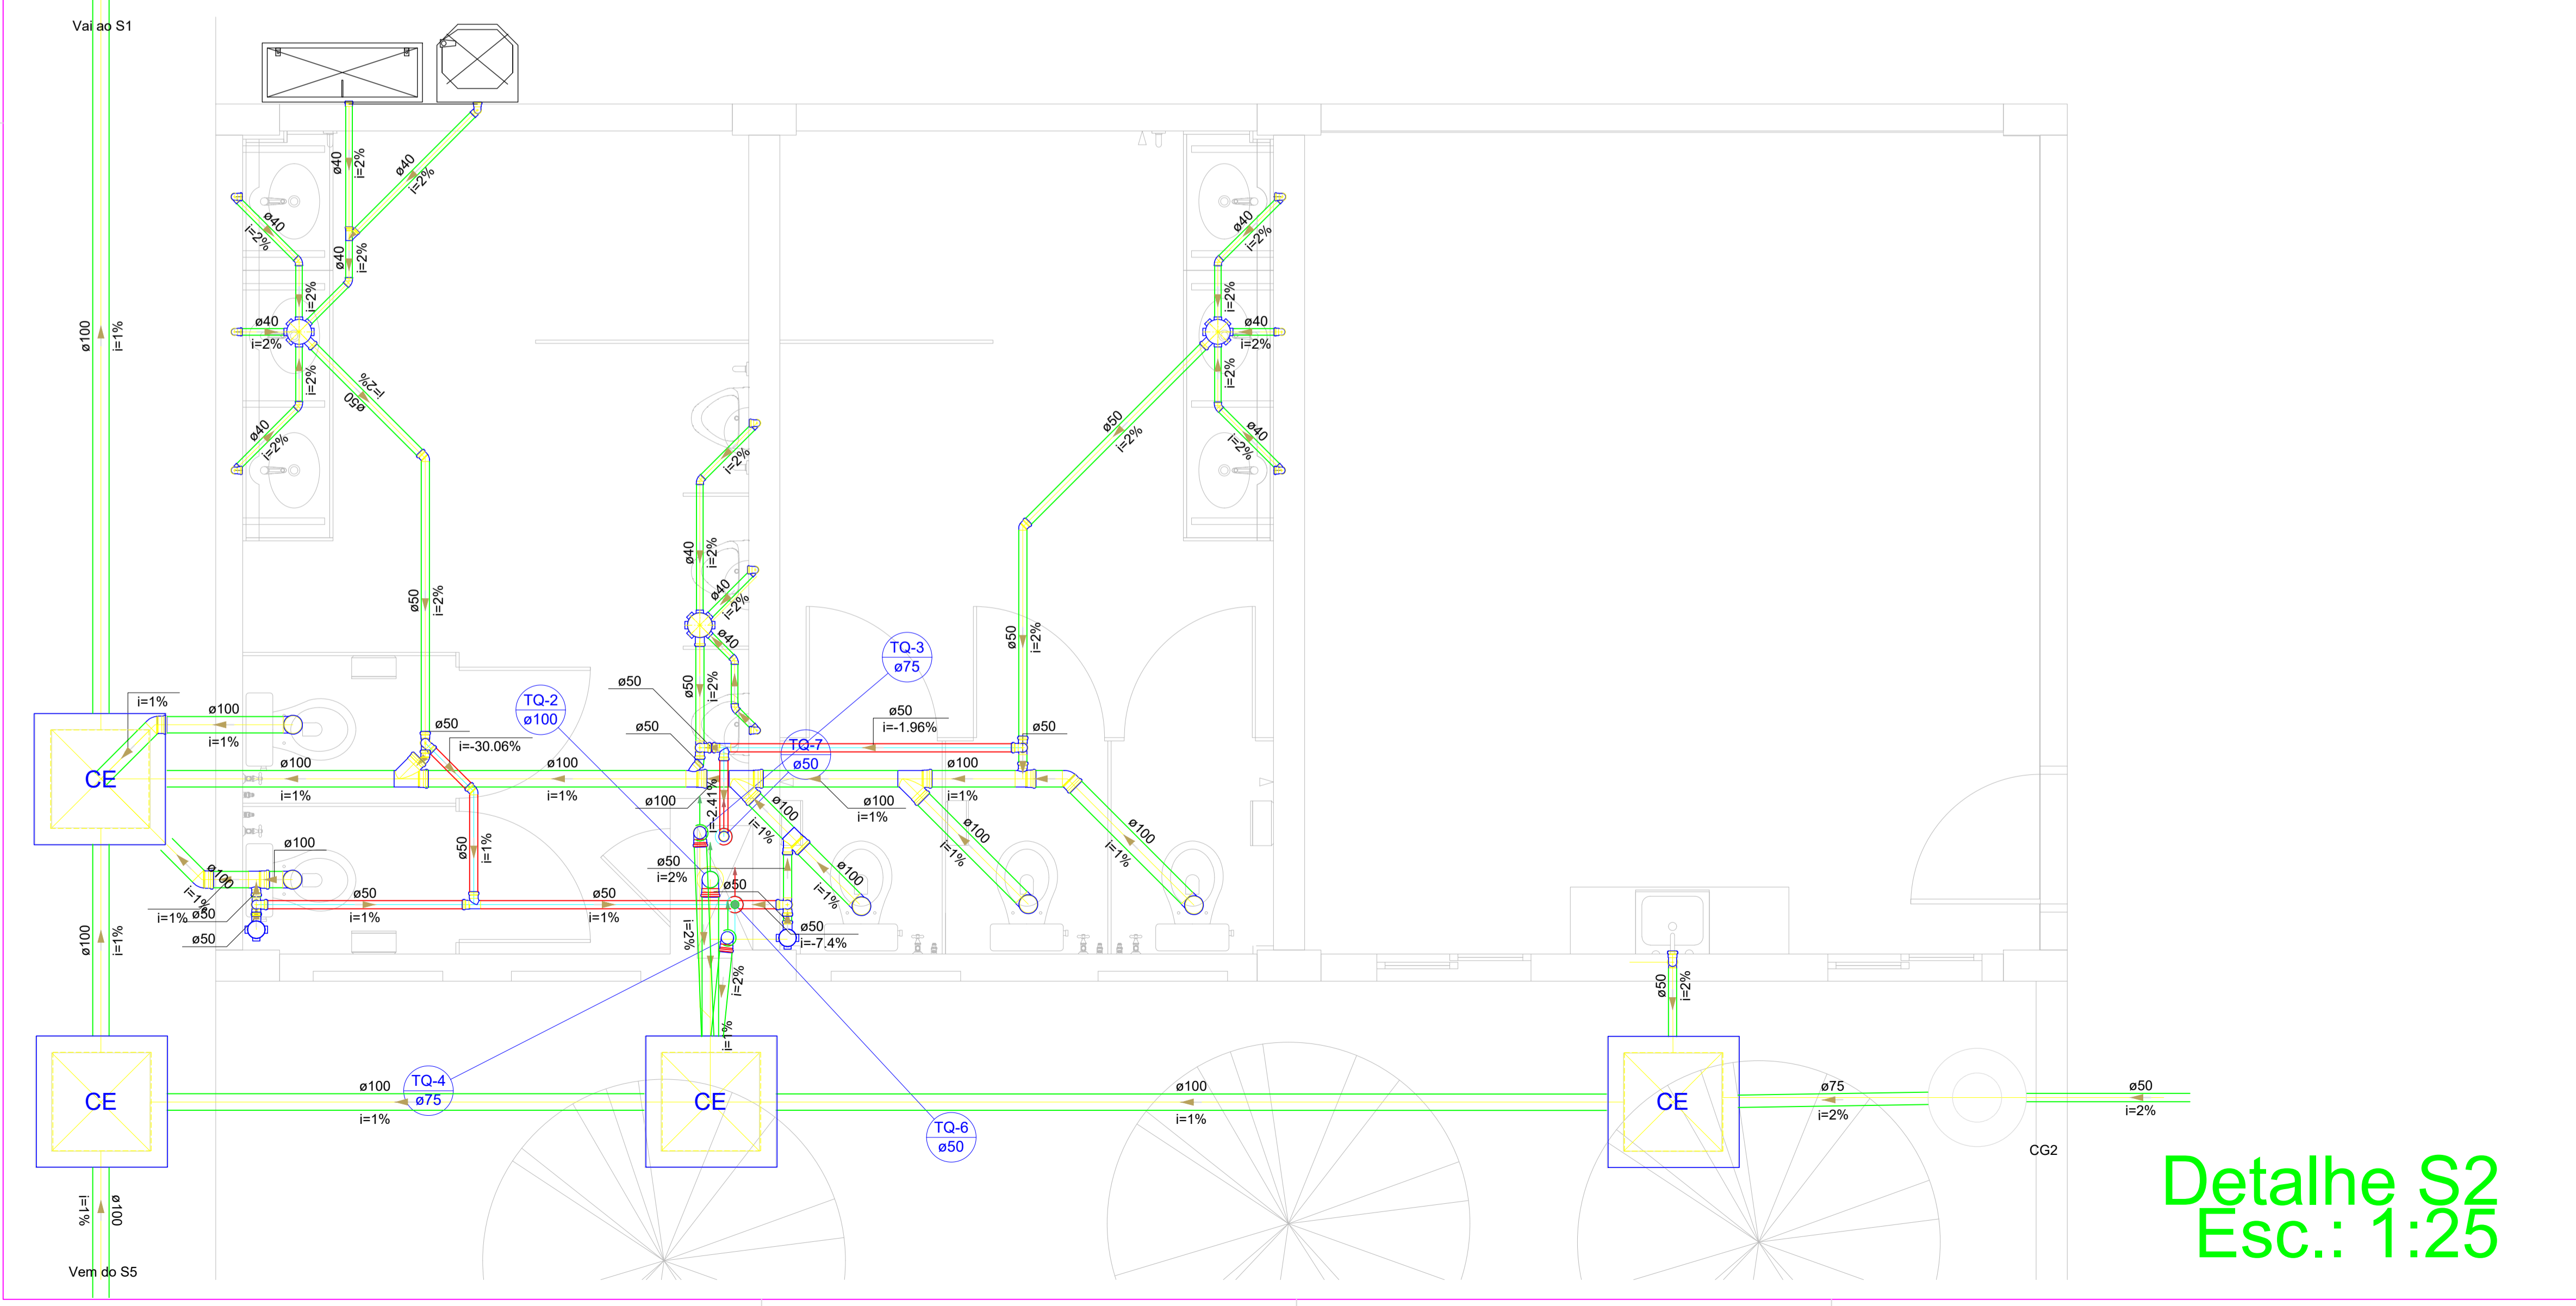 Vai ao S1
ø40
i=2%
ø40
i=2%
ø40
i=2%
ø40
i=2%
ø40
i=2%
i=2%
i=2%
ø100
i=1%
ø40
i=2%
ø40
i=2%
i=2%
i=2%
i=2%
ø50
ø40
i=2%
i=2%
ø50
i=2%
ø40
i=2%
i=2%
ø40
i=2%
ø40
i=2%
ø50
i=2%
ø40
ø50
i=2%
TQ-3
ø75
ø50
i=2%
ø50
TQ-2
ø100
i=1%
ø100
i=1%
ø50
i=-30.06%
ø50
ø50
i=-1.96%
ø50
TQ-7
ø50
CE
ø100
i=1%
ø100
i=1%
ø100
i=-2.41%
ø100
i=1%
ø100
i=1%
ø100
i=1%
ø100
i=1%
ø100
i=1%
ø100
i=1%
ø50
i=1%
ø100
ø100
i=1%
i=1%
ø50
ø50
ø50
i=1%
ø50
i=1%
ø50
i=2%
ø50
ø50
i=-7.4%
i=2%
i=2%
i=1%
ø100
i=1%
ø50
i=2%
CE
ø100
i=1%
TQ-4
ø75
CE
TQ-6
ø50
ø100
i=1%
CE
ø75
i=2%
ø50
i=2%
CG2
i=1%
ø100
Vem do S5
Detalhe S2
Esc.: 1:25